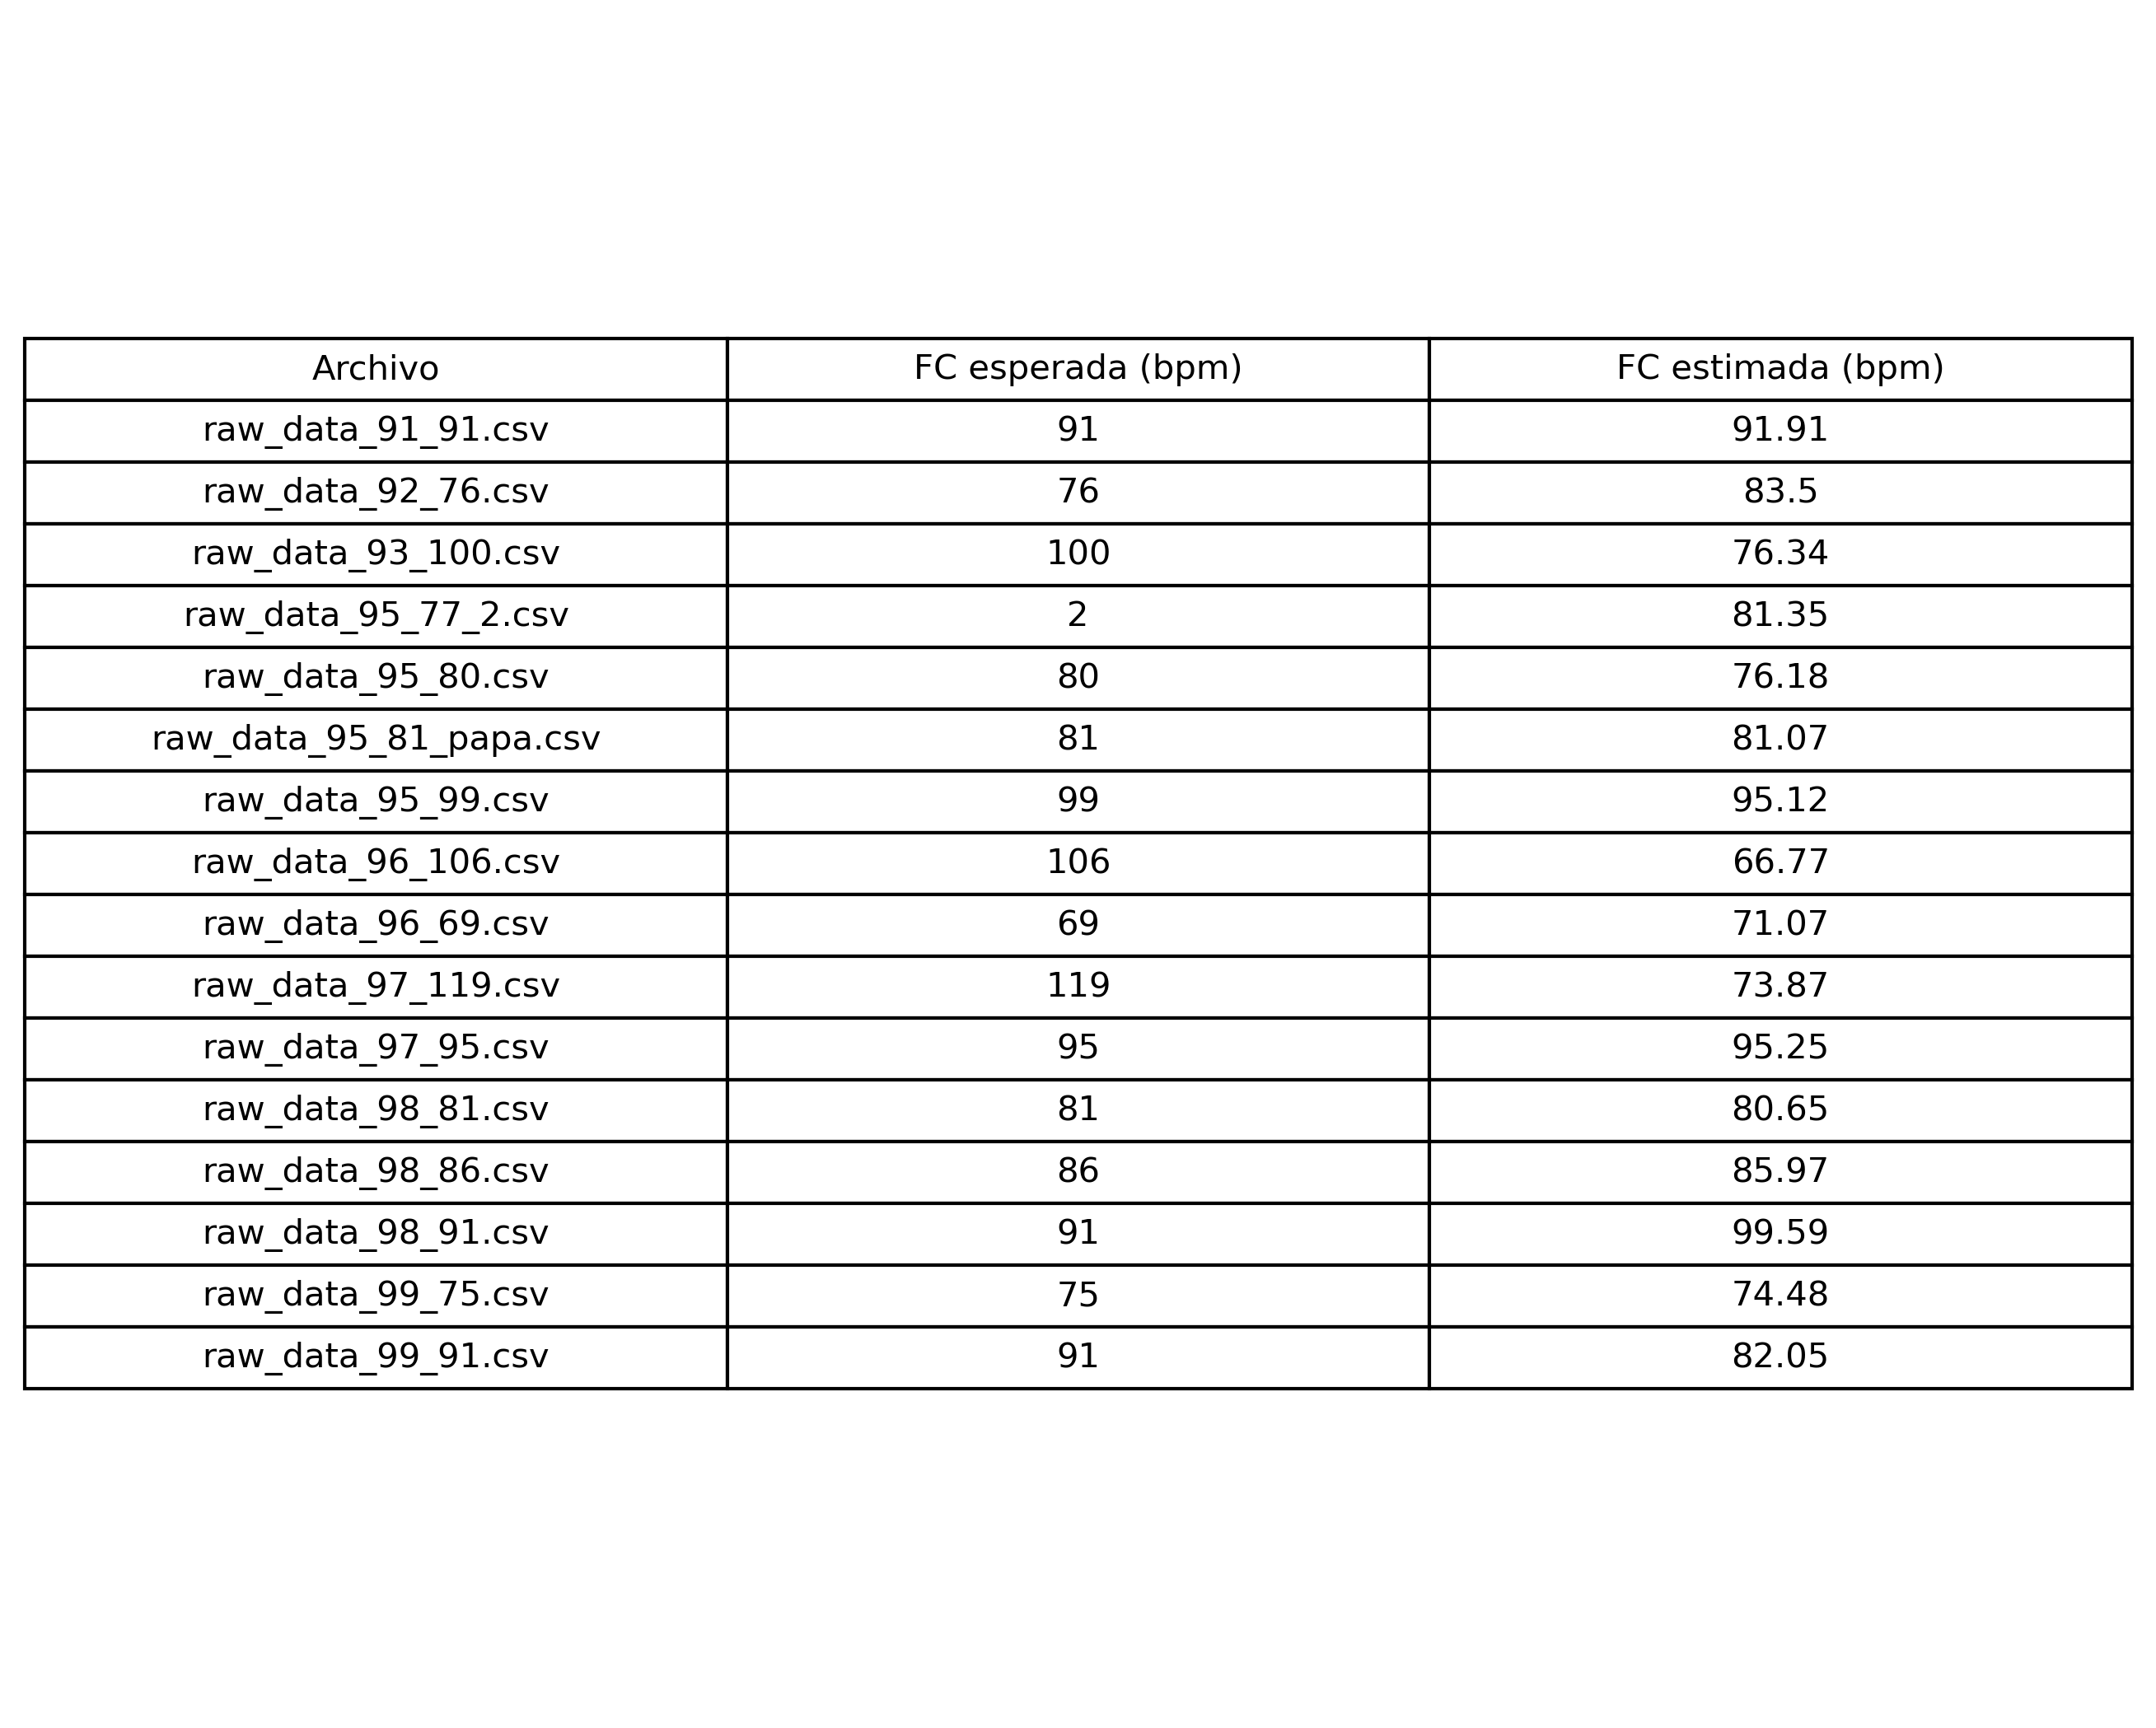 Archivo FC esperada (bpm) FC estimada (bpm)
raw_data_91_91.csv 91 91.91
raw_data_92_76.csv 76 83.5
raw_data_93_100.csv 100 76.34
raw_data_95_77_2.csv 2 81.35
raw_data_95_80.csv 80 76.18
raw_data_95_81_papa.csv 81 81.07
raw_data_95_99.csv 99 95.12
raw_data_96_106.csv 106 66.77
raw_data_96_69.csv 69 71.07
raw_data_97_119.csv 119 73.87
raw_data_97_95.csv 95 95.25
raw_data_98_81.csv 81 80.65
raw_data_98_86.csv 86 85.97
raw_data_98_91.csv 91 99.59
raw_data_99_75.csv 75 74.48
raw_data_99_91.csv 91 82.05